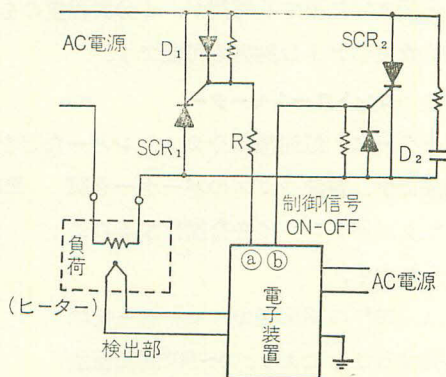 AC電源
D₁
SCR₁
R
SCR₂
D₂
制御信号
ON-OFF
負荷
(ヒーター)
検出部
ⓐ ⓑ
電子装置
AC電源